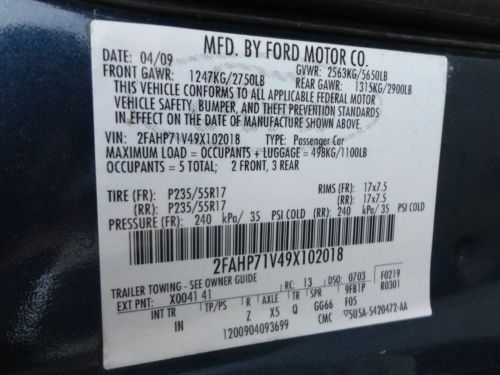 MFD. BY FORD MOTOR CO.
DATE: 04/09 GVWR: 2563KG/5650LB
FRONT GAWR: 1247KG/2750LB REAR GAWR: 1315KG/2900LB
THIS VEHICLE CONFORMS TO ALL APPLICABLE FEDERAL MOTOR
VEHICLE SAFETY, BUMPER, AND THEFT PREVENTION STANDARDS
IN EFFECT ON THE DATE OF MANUFACTURE SHOWN ABOVE.
VIN: 2FAHP71V49X102018 TYPE: Passenger Car
MAXIMUM LOAD = OCCUPANTS + LUGGAGE = 498KG/1100LB
OCCUPANTS = 5 TOTAL; 2 FRONT, 3 REAR
TIRE (FR): P235/55R17 RIMS (FR): 17x7.5
(RR): P235/55R17 (RR): 17x7.5
PRESSURE (FR): 240 kPa/ 35 PSI COLD (RR): 240 kPa/ 35 PSI COLD
2FAHP71V49X102018
TRAILER TOWING - SEE OWNER GUIDE RC: 13 DSO: 0703 F0219
EXT PNT: X0041 41 R0301
INT TR TP/PS R AXLE TR SPR 9FB1P
IN Z X5 Q GG66 F05
1200904093699 CMC 5U5A-5420472-AA